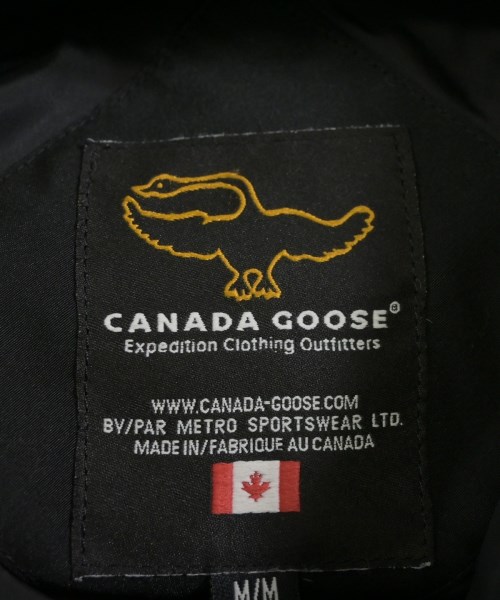 CANADA GOOSE®
Expedition Clothing Outfitters
WWW.CANADA-GOOSE.COM
BY/PAR METRO SPORTSWEAR LTD.
MADE IN/FABRIQUE AU CANADA
M/M